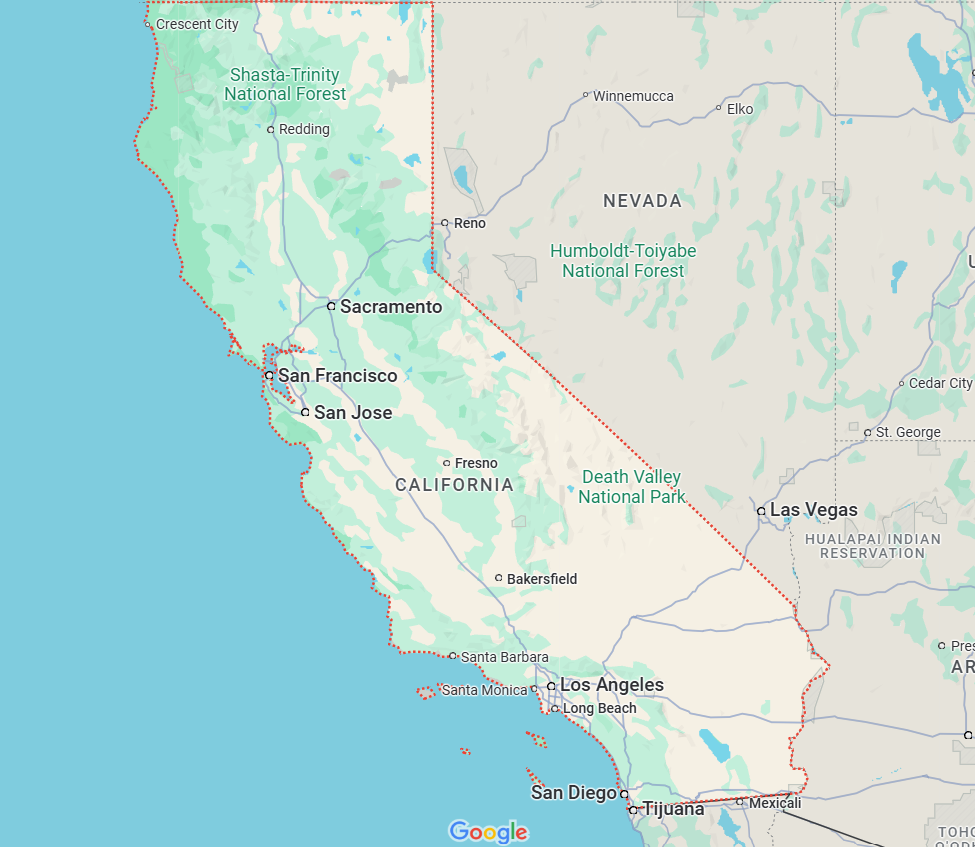 Crescent City
Shasta-Trinity
National Forest
Winnemucca
Elko
Redding
NEVADA
Reno
Humboldt-Toiyabe
National Forest
Sacramento
San Francisco
Cedar City
San Jose
St. George
Fresno
CALIFORNIA
Death Valley
National Park
Las Vegas
HUALAPAI INDIAN
RESERVATION
Bakersfield
Pres
Santa Barbara
AR
Los Angeles
Santa Monica
Long Beach
San Diego
Tijuana
Mexicali
Google
TOHO
O'ODH
U